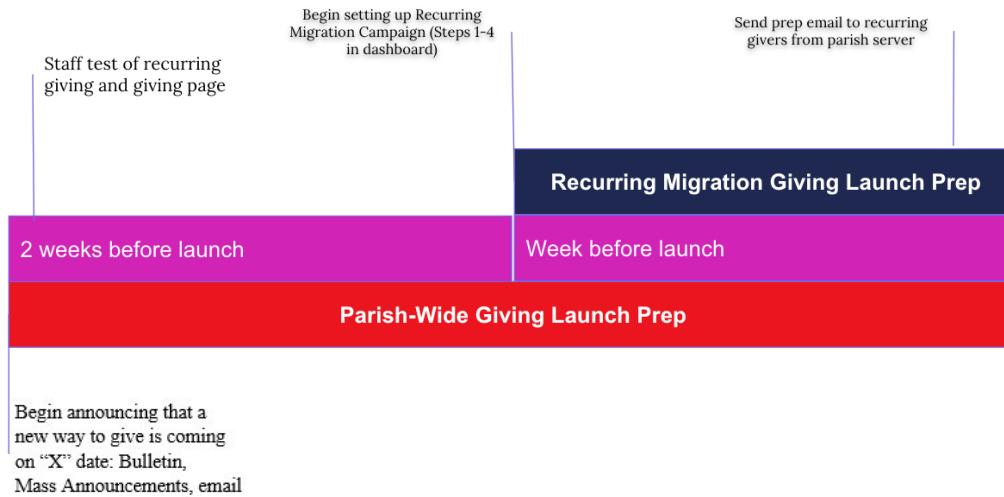 Begin setting up Recurring
Migration Campaign (Steps 1-4
in dashboard)
Send prep email to recurring
givers from parish server
Staff test of recurring
giving and giving page
Recurring Migration Giving Launch Prep
2 weeks before launch
Week before launch
Parish-Wide Giving Launch Prep
Begin announcing that a
new way to give is coming
on “X” date: Bulletin,
Mass Announcements, email